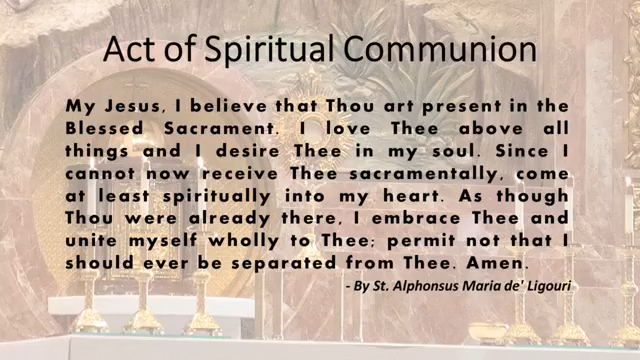 Act of Spiritual Communion
My Jesus, I believe that Thou art present in the
Blessed Sacrament. I love Thee above all
things and I desire Thee in my soul. Since I
cannot now receive Thee sacramentally, come
at least spiritually into my heart. As though
Thou were already there, I embrace Thee and
unite myself wholly to Thee; permit not that I
should ever be separated from Thee. Amen.
- By St. Alphonsus Maria de' Ligouri